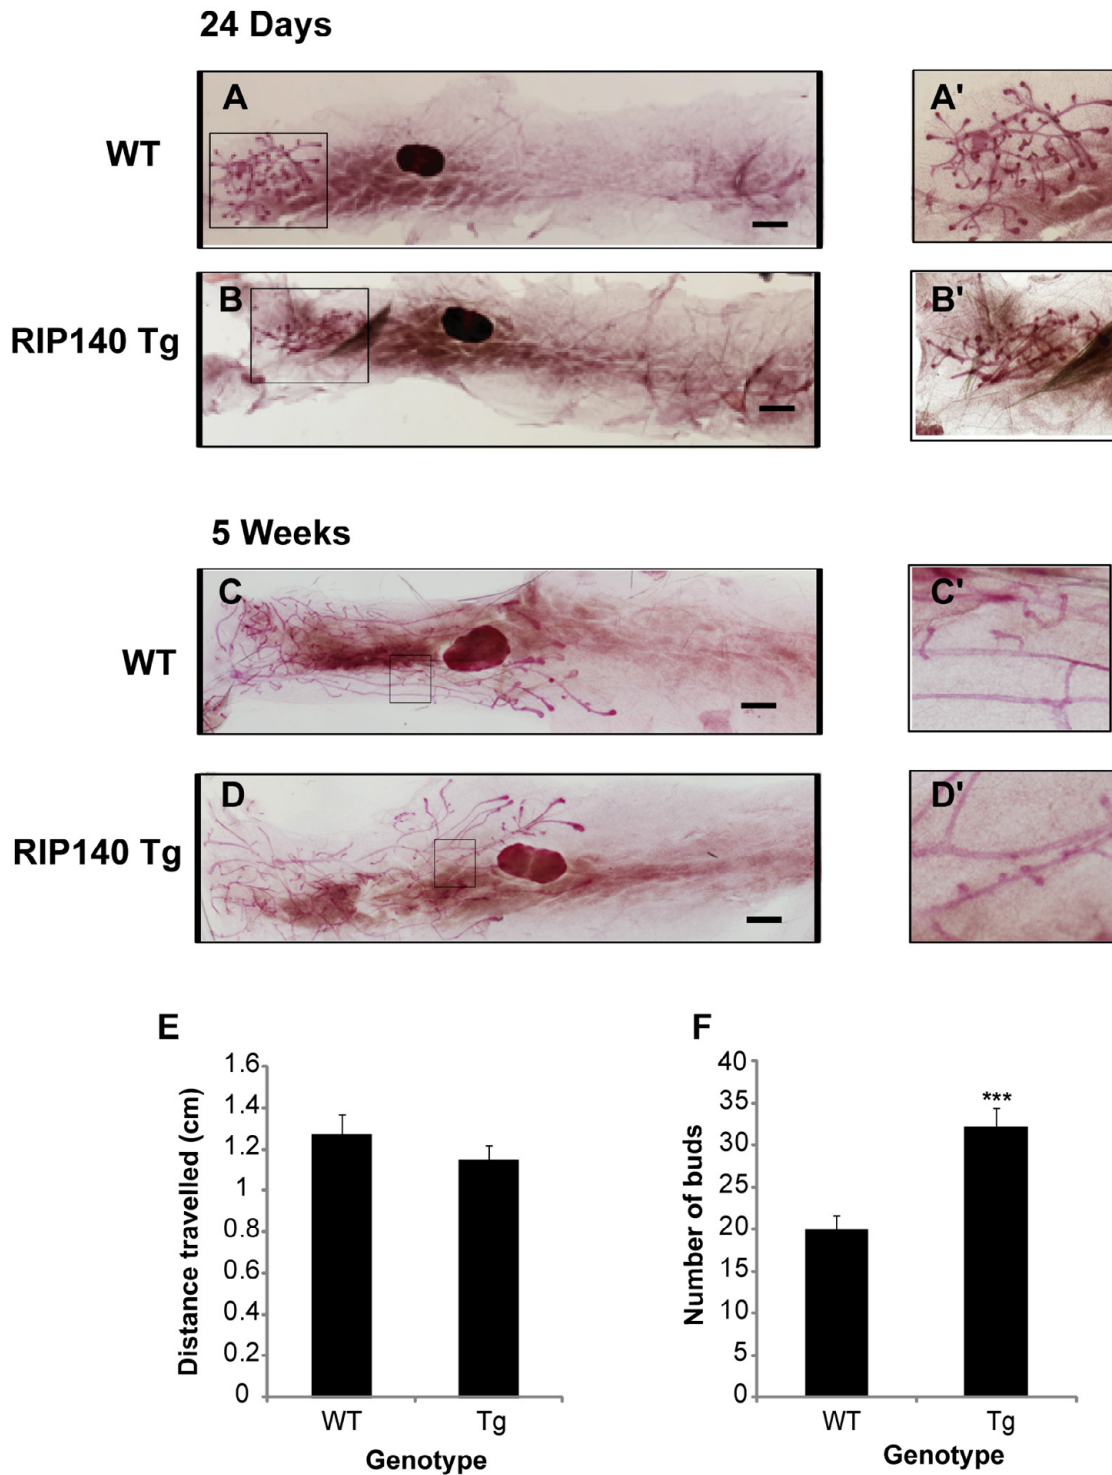 24 Days
A
A'
WT
B
B'
RIP140 Tg
5 Weeks
C
C'
WT
D
D'
RIP140 Tg
E
F
Distance travelled (cm)
1.6
1.4
1.2
1
0.8
0.6
0.4
0.2
0
WT
Tg
Genotype
Number of buds
40
35
30
25
20
15
10
5
0
***
WT
Tg
Genotype